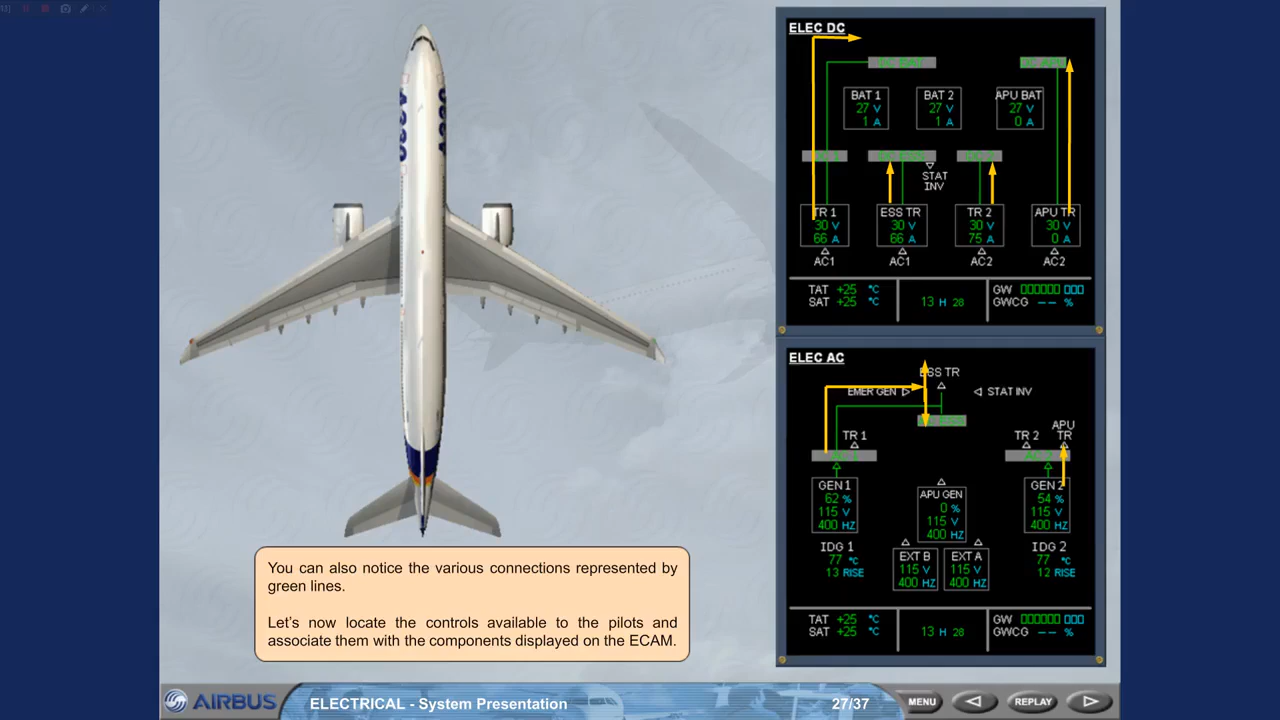 ELEC DC
DC BAT
DC APU
BAT 1
27 V
1 A
BAT 2
27 V
1 A
APU BAT
27 V
0 A
STAT
INV
TR 1
30 V
66 A
ESS TR
30 V
66 A
TR 2
30 V
75 A
APU TR
30 V
0 A
AC1
AC1
AC2
AC2
TAT +25 °C
SAT +25 °C
13 H 28
GW
GWCG -- %
ELEC AC
ESS TR
EMER GEN
STAT INV
TR 1
TR 2
APU
TR
GEN 1
62 %
115 V
400 HZ
APU GEN
0 %
115 V
400 HZ
GEN 2
54 %
115 V
400 HZ
IDG 1
77 °C
13 RISE
EXT B
115 V
400 HZ
EXT A
115 V
400 HZ
IDG 2
77 °C
12 RISE
TAT +25 °C
SAT +25 °C
13 H 28
GW
GWCG -- %
You can also notice the various connections represented by
green lines.
Let's now locate the controls available to the pilots and
associate them with the components displayed on the ECAM.
AIRBUS
ELECTRICAL - System Presentation
27/37
MENU
REPLAY